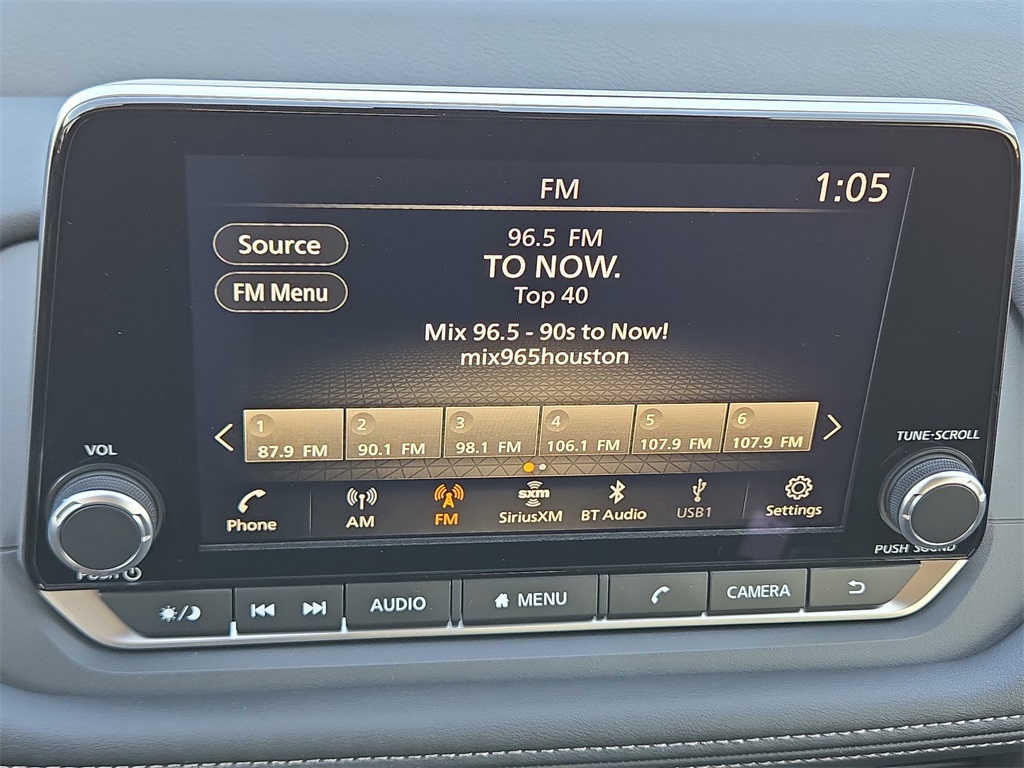 FM
1:05
Source
FM Menu
96.5 FM
TO NOW.
Top 40
Mix 96.5 - 90s to Now!
mix965houston
1
87.9 FM
2
90.1 FM
3
98.1 FM
4
106.1 FM
5
107.9 FM
6
107.9 FM
Phone
AM
FM
sxm
SiriusXM
BT Audio
USB1
Settings
VOL
PUSH
TUNE·SCROLL
PUSH SOUND
AUDIO
MENU
CAMERA